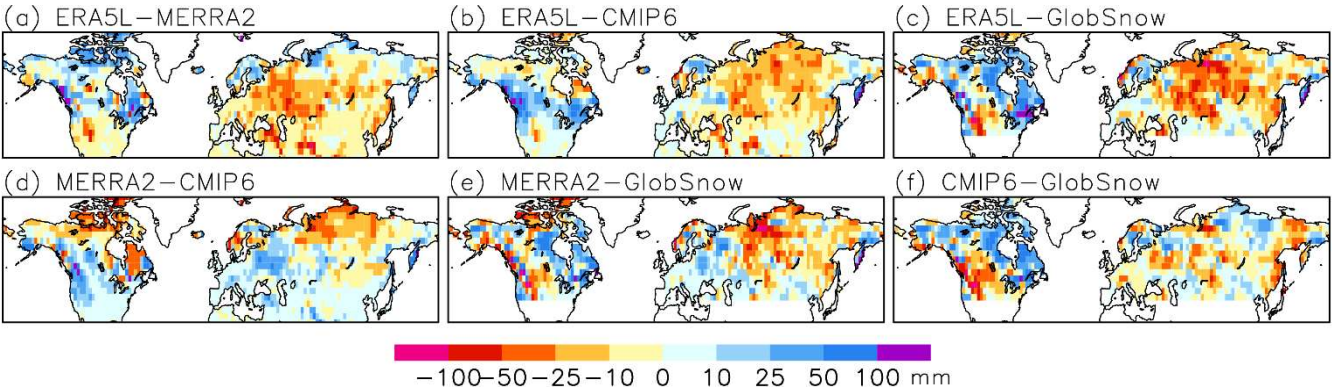 (a) ERA5L−MERRA2
(b) ERA5L−CMIP6
(c) ERA5L−GlobSnow
(d) MERRA2−CMIP6
(e) MERRA2−GlobSnow
(f) CMIP6−GlobSnow
−100−50 −25 −10 0 10 25 50 100 mm